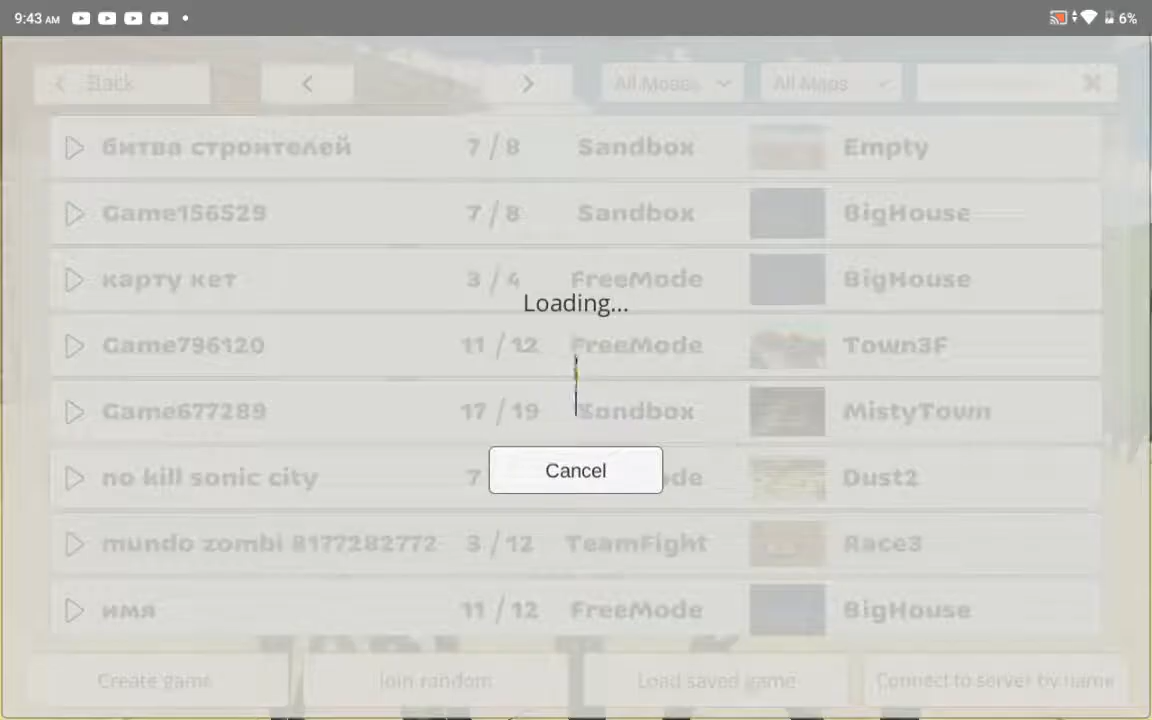 9:43 AM
6%
Back
All Modes
All Maps
битва строителей 7 / 8 Sandbox Empty
Game156529 7 / 8 Sandbox BigHouse
карту кет 3 / 4 FreeMode BigHouse
Loading...
Game796120 11 / 12 FreeMode Town3F
Game677289 17 / 19 Sandbox MistyTown
Cancel
no kill sonic city 7 Dust2
mundo zombi 8177282772 3 / 12 TeamFight Race3
имя 11 / 12 FreeMode BigHouse
Create game Join random Load saved game Connect to server by name